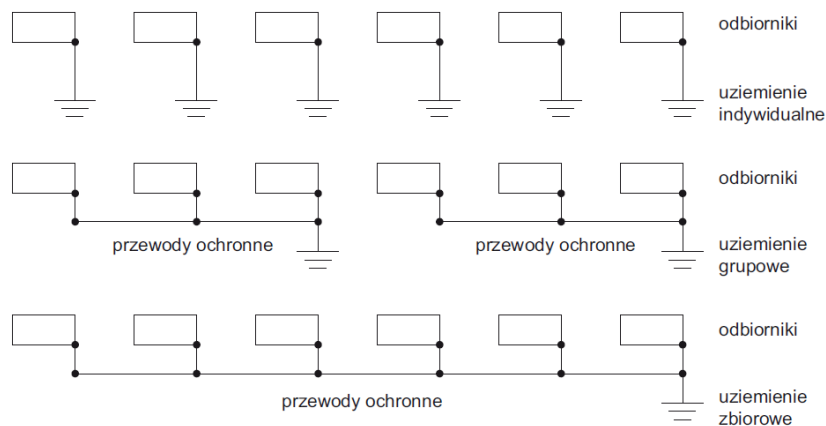 odbiorniki
uziemienie
indywidualne
odbiorniki
przewody ochronne
przewody ochronne
uziemienie
grupowe
odbiorniki
przewody ochronne
uziemienie
zbiorowe